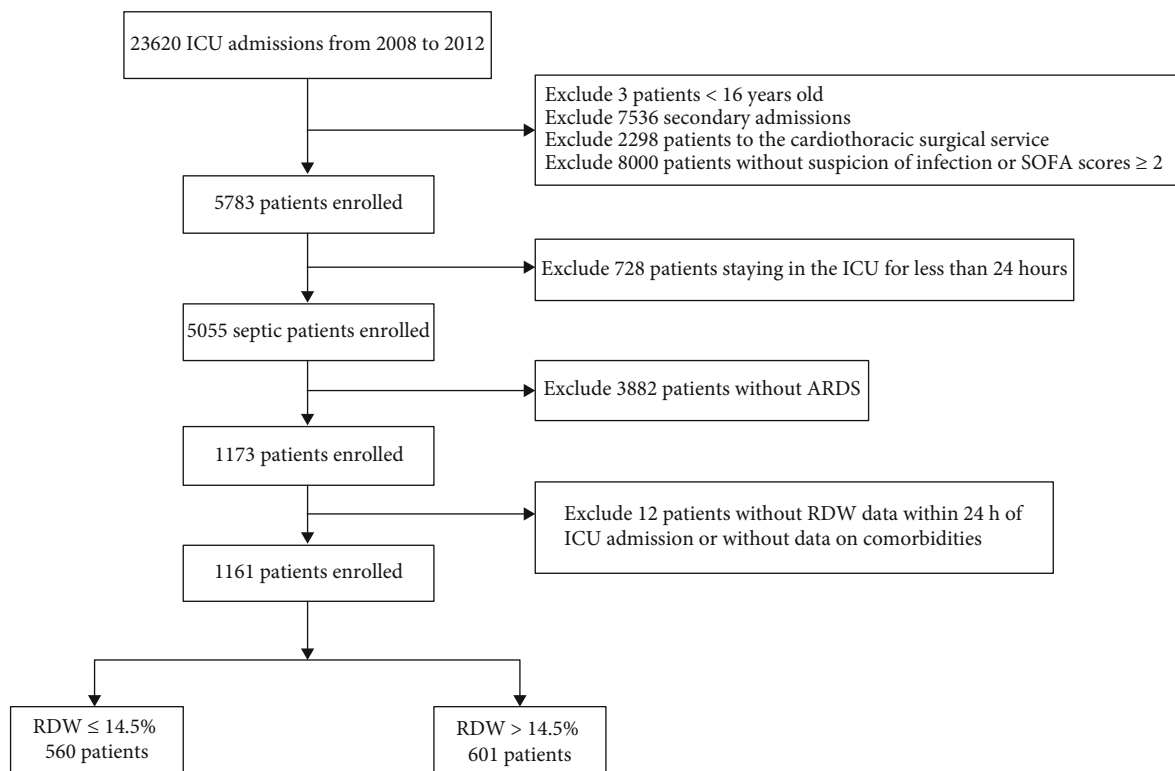 23620 ICU admissions from 2008 to 2012
Exclude 3 patients < 16 years old
Exclude 7536 secondary admissions
Exclude 2298 patients to the cardiothoracic surgical service
Exclude 8000 patients without suspicion of infection or SOFA scores ≥ 2
5783 patients enrolled
Exclude 728 patients staying in the ICU for less than 24 hours
5055 septic patients enrolled
Exclude 3882 patients without ARDS
1173 patients enrolled
Exclude 12 patients without RDW data within 24 h of
ICU admission or without data on comorbidities
1161 patients enrolled
RDW ≤ 14.5%
560 patients
RDW > 14.5%
601 patients